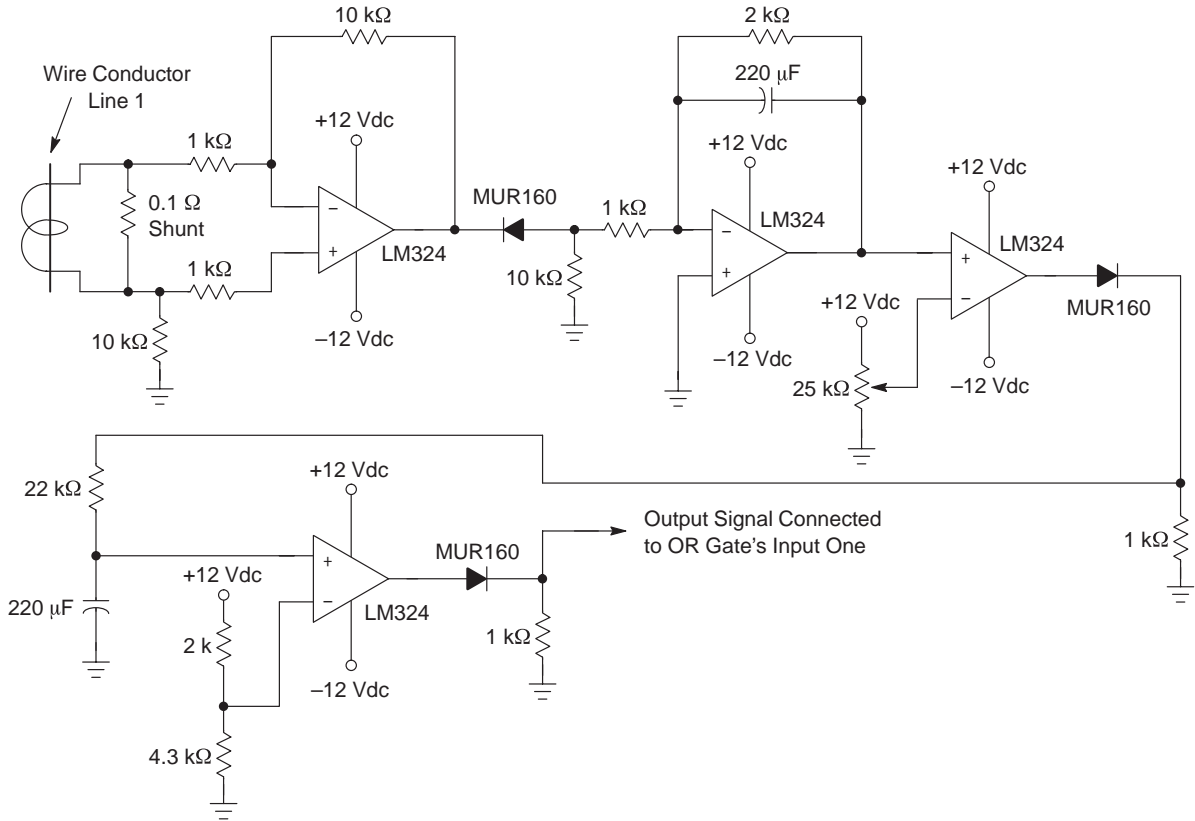 10 kΩ
2 kΩ
Wire Conductor
Line 1
220 µF
+12 Vdc
1 kΩ
+12 Vdc
+12 Vdc
0.1 Ω
Shunt
−
+
MUR160
1 kΩ
−
+
LM324
LM324
1 kΩ
LM324
10 kΩ
+
−
+12 Vdc
MUR160
10 kΩ
–12 Vdc
–12 Vdc
25 kΩ
–12 Vdc
+12 Vdc
22 kΩ
Output Signal Connected
to OR Gate's Input One
1 kΩ
MUR160
+
−
+12 Vdc
220 µF
LM324
2 k
1 kΩ
–12 Vdc
4.3 kΩ